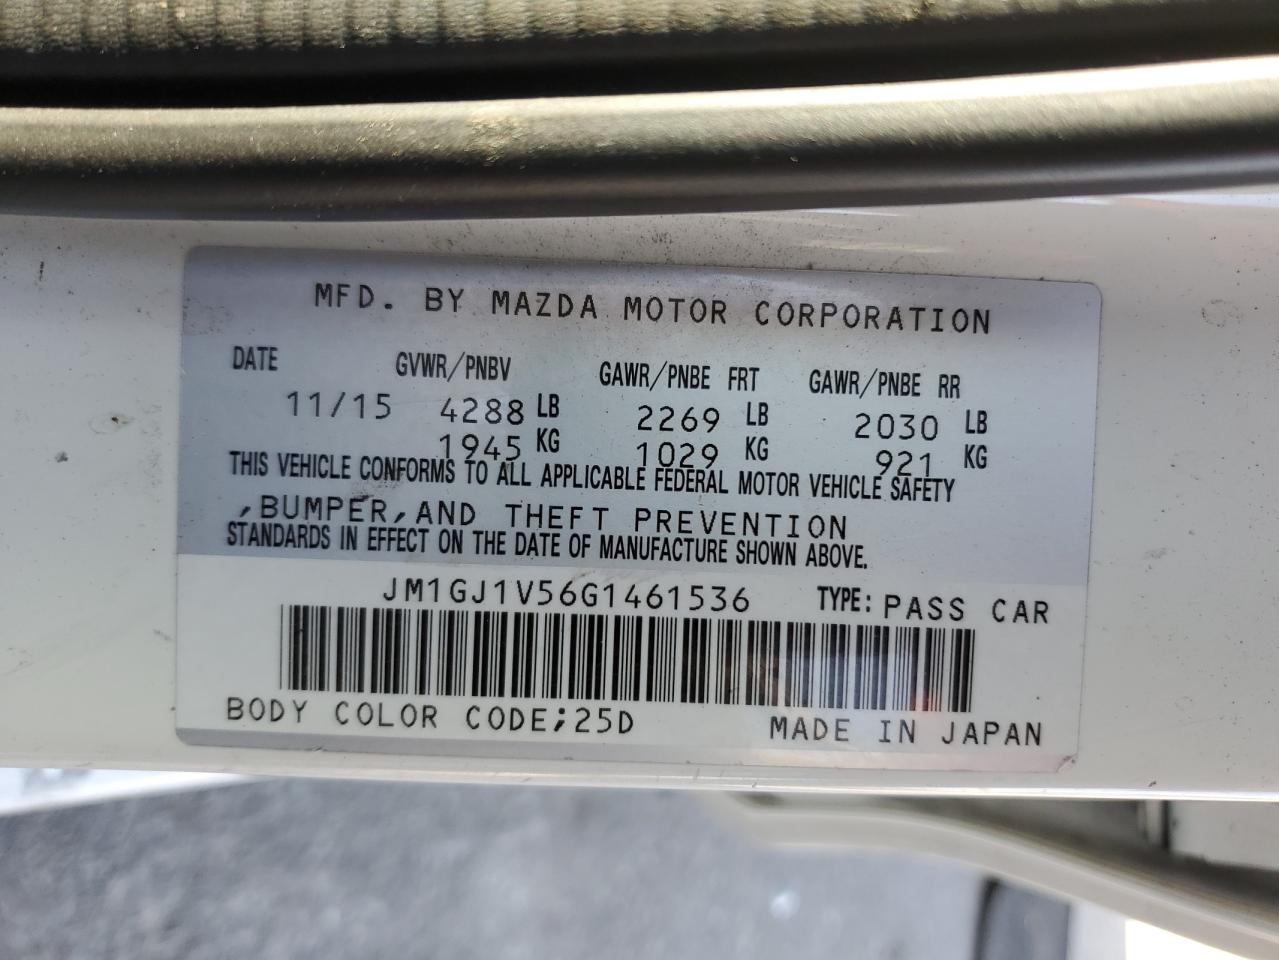 MFD. BY MAZDA MOTOR CORPORATION
DATE GVWR/PNBV GAWR/PNBE FRT GAWR/PNBE RR
11/15 4288 LB 2269 LB 2030 LB
1945 KG 1029 KG 921 KG
THIS VEHICLE CONFORMS TO ALL APPLICABLE FEDERAL MOTOR VEHICLE SAFETY
,BUMPER,AND THEFT PREVENTION
STANDARDS IN EFFECT ON THE DATE OF MANUFACTURE SHOWN ABOVE.
JM1GJ1V56G1461536 TYPE: PASS CAR
BODY COLOR CODE;25D MADE IN JAPAN